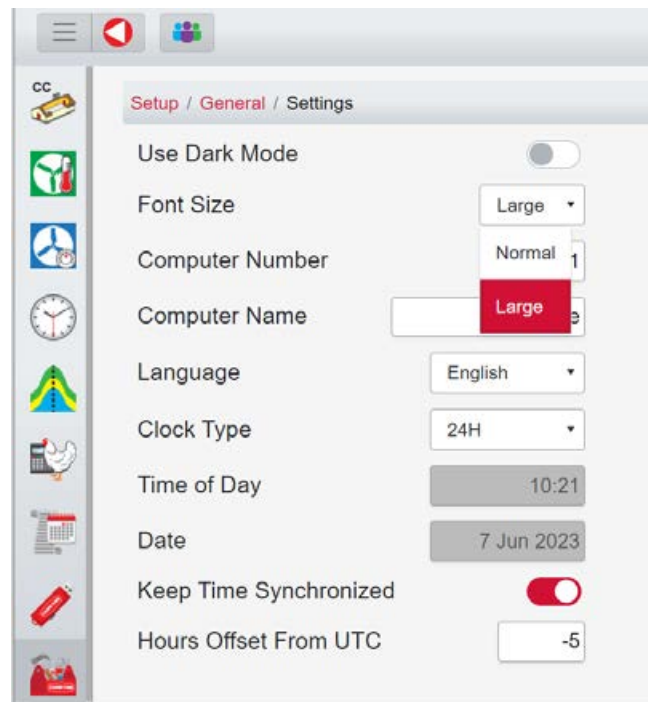 CC
Setup / General / Settings
Use Dark Mode
Font Size Large
Normal
Computer Number 1
Large
Computer Name e
Language English
Clock Type 24H
Time of Day 10:21
Date 7 Jun 2023
Keep Time Synchronized
Hours Offset From UTC -5